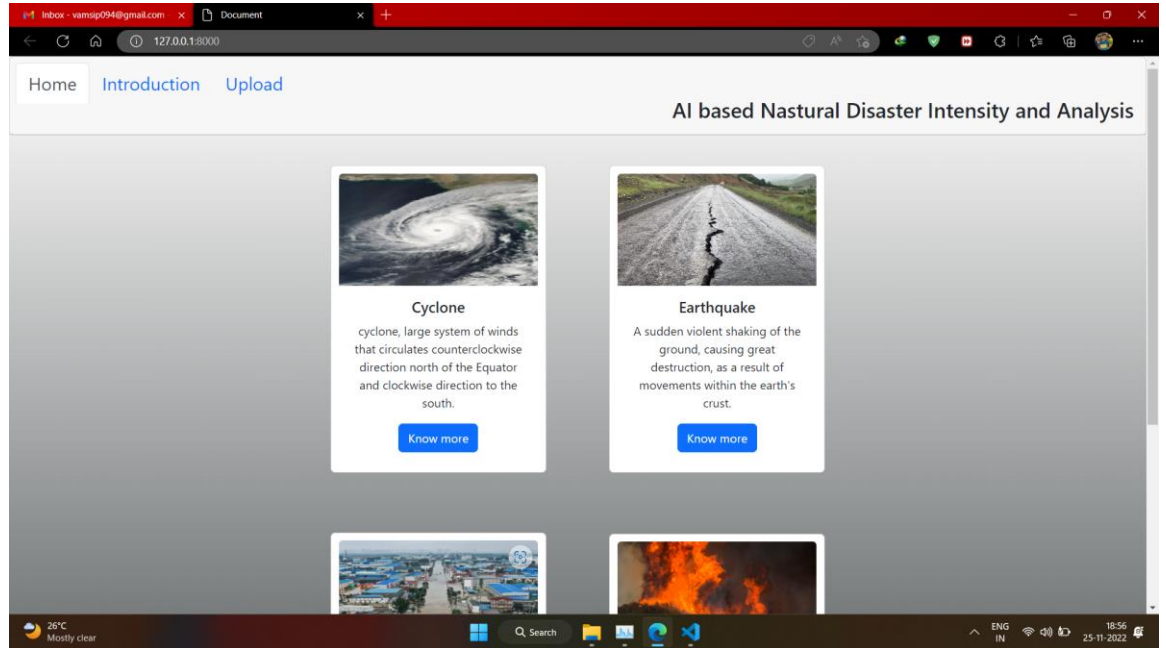 Inbox - vamsip094@gmail.com
Document
127.0.0.1:8000
Home Introduction Upload
AI based Nastural Disaster Intensity and Analysis
Cyclone
cyclone, large system of winds
that circulates counterclockwise
direction north of the Equator
and clockwise direction to the
south.
Know more
Earthquake
A sudden violent shaking of the
ground, causing great
destruction, as a result of
movements within the earth's
crust.
Know more
26°C
Mostly clear
Search
ENG
IN
18:56
25-11-2022